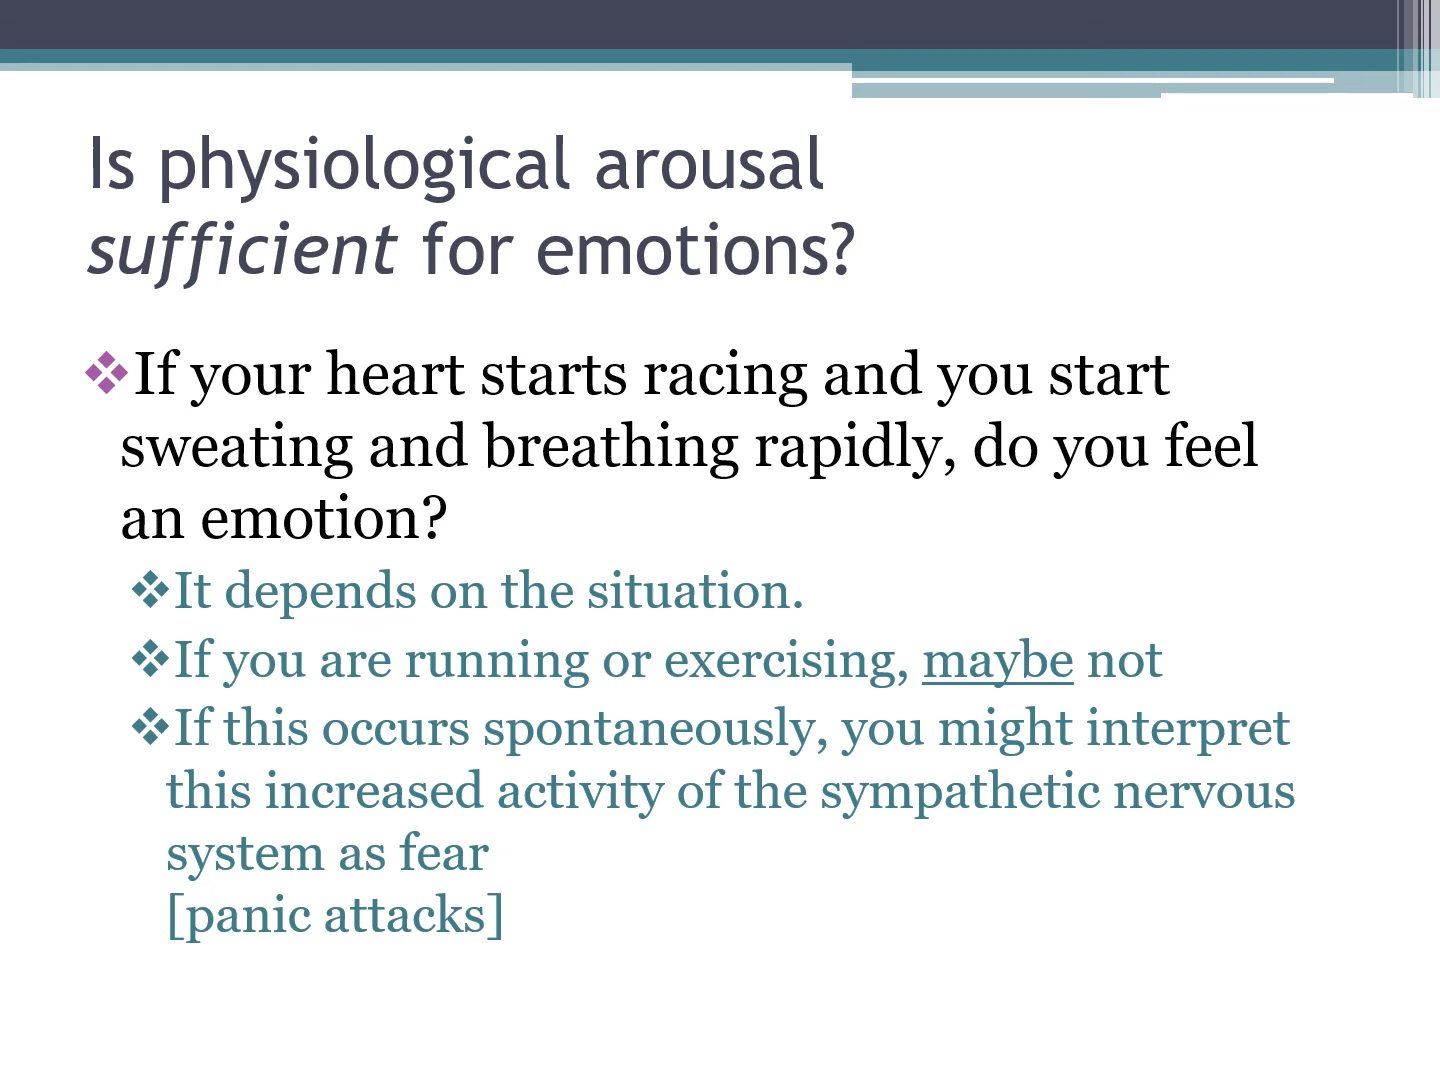 Is physiological arousal
sufficient for emotions?
❖If your heart starts racing and you start
sweating and breathing rapidly, do you feel
an emotion?
❖It depends on the situation.
❖If you are running or exercising, maybe not
❖If this occurs spontaneously, you might interpret
this increased activity of the sympathetic nervous
system as fear
[panic attacks]